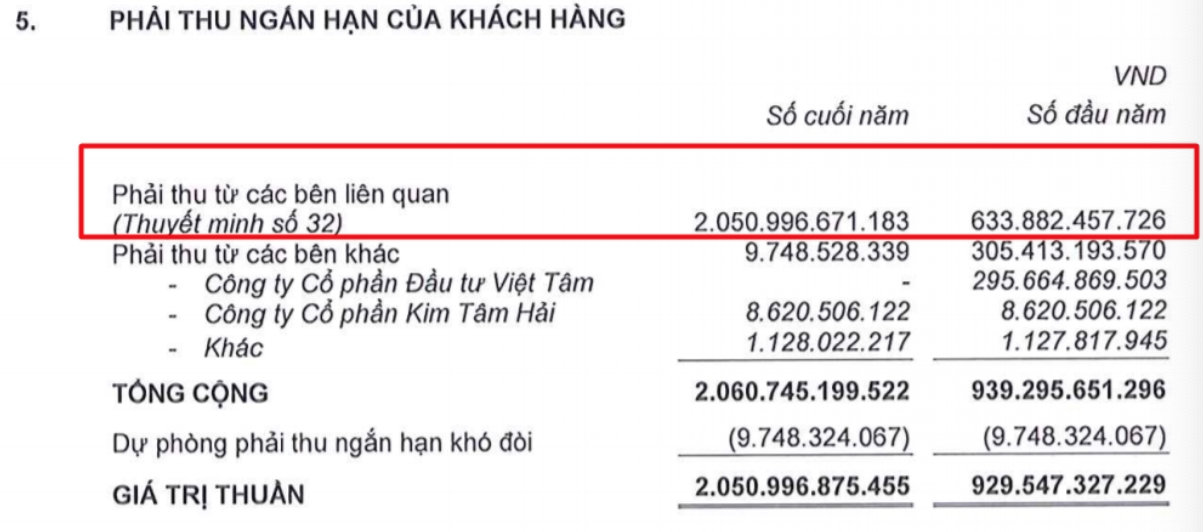 5. PHẢI THU NGẮN HẠN CỦA KHÁCH HÀNG
VND
Số cuối năm Số đầu năm
Phải thu từ các bên liên quan
(Thuyết minh số 32) 2.050.996.671.183 633.882.457.726
Phải thu từ các bên khác 9.748.528.339 305.413.193.570
- Công ty Cổ phần Đầu tư Việt Tâm - 295.664.869.503
- Công ty Cổ phần Kim Tâm Hải 8.620.506.122 8.620.506.122
- Khác 1.128.022.217 1.127.817.945
TỔNG CỘNG 2.060.745.199.522 939.295.651.296
Dự phòng phải thu ngắn hạn khó đòi (9.748.324.067) (9.748.324.067)
GIÁ TRỊ THUẦN 2.050.996.875.455 929.547.327.229